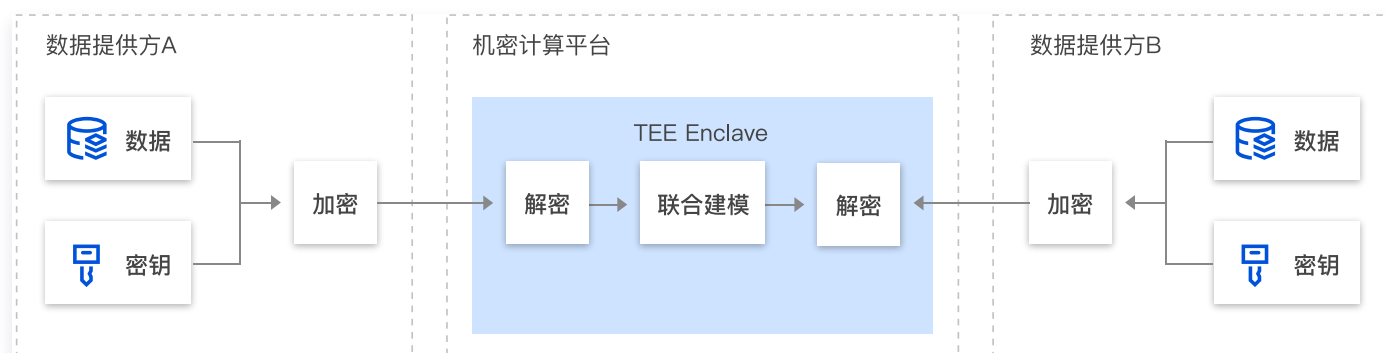 数据提供方A
数据
密钥
加密
机密计算平台
TEE Enclave
解密
联合建模
解密
数据提供方B
加密
数据
密钥